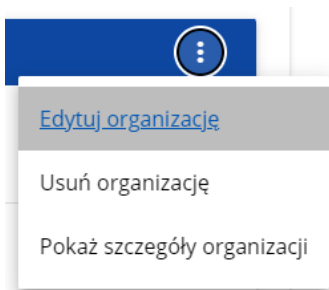 Edytuj organizację
Usuń organizację
Pokaż szczegóły organizacji